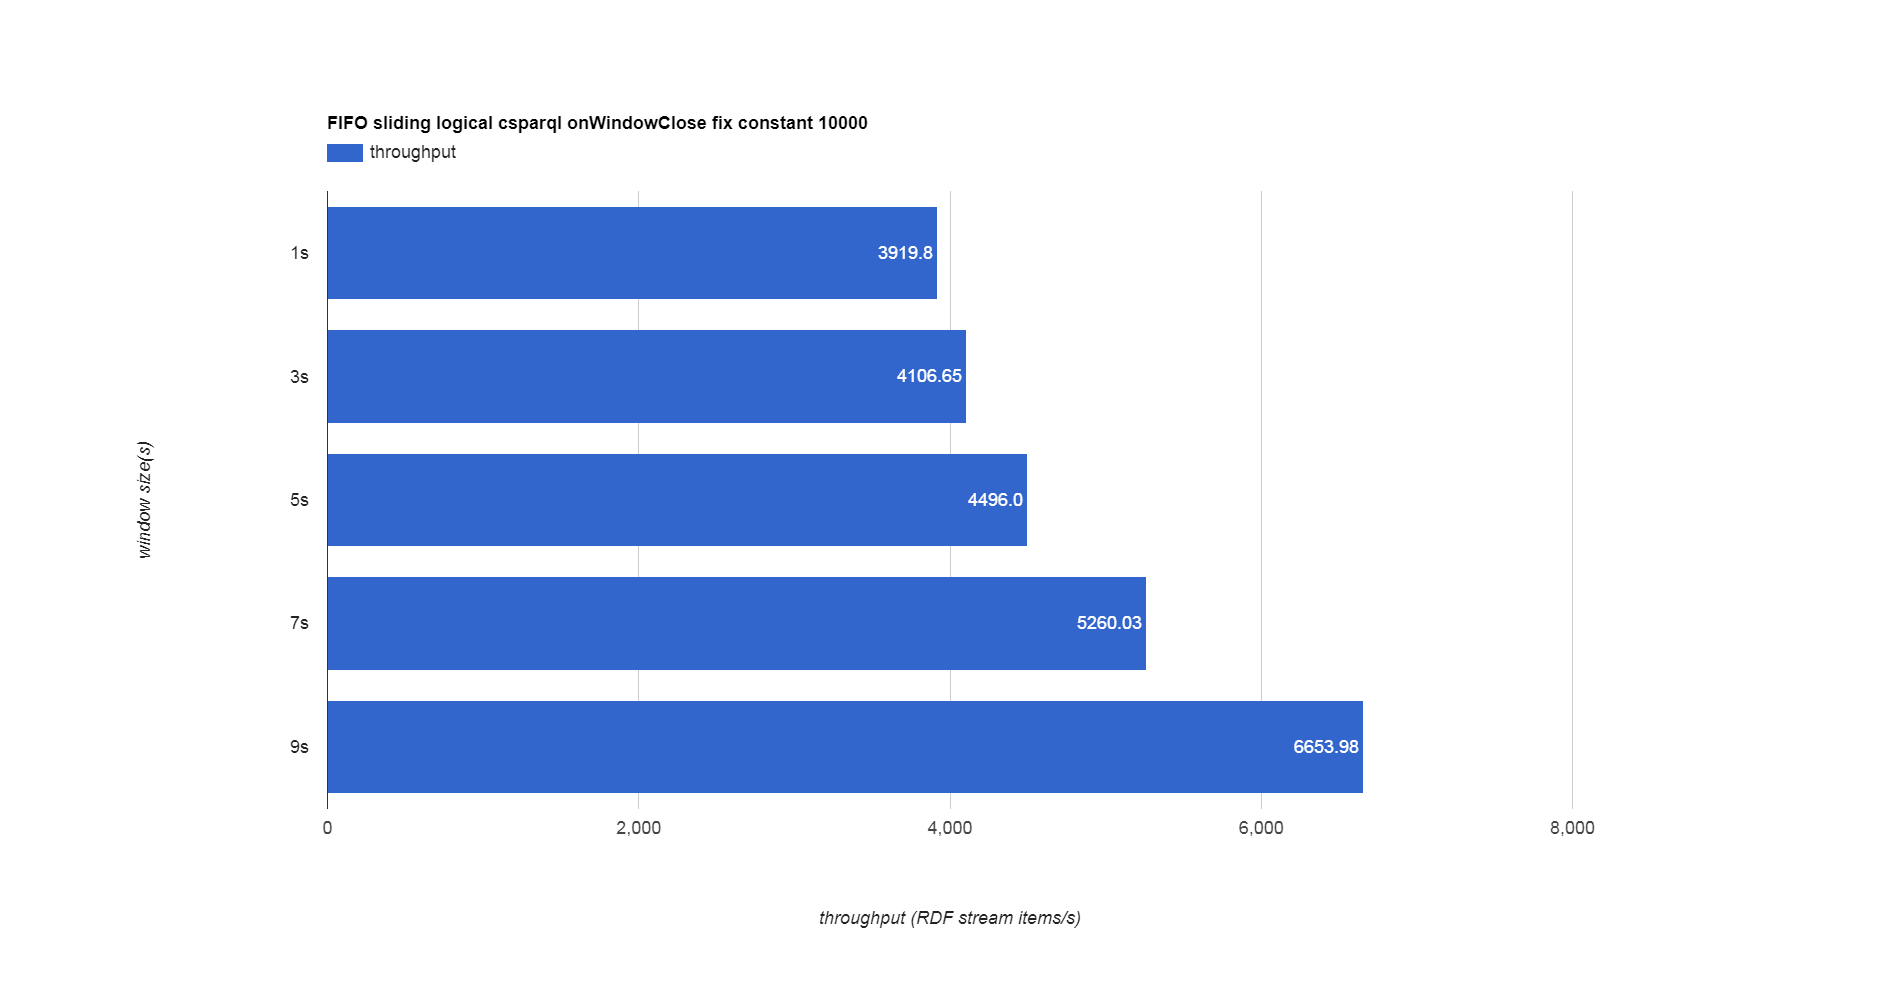 FIFO sliding logical csparql onWindowClose fix constant 10000
throughput
1s
3919.8
3s
4106.65
5s
4496.0
7s
5260.03
9s
6653.98
window size(s)
0
2,000
4,000
6,000
8,000
throughput (RDF stream items/s)